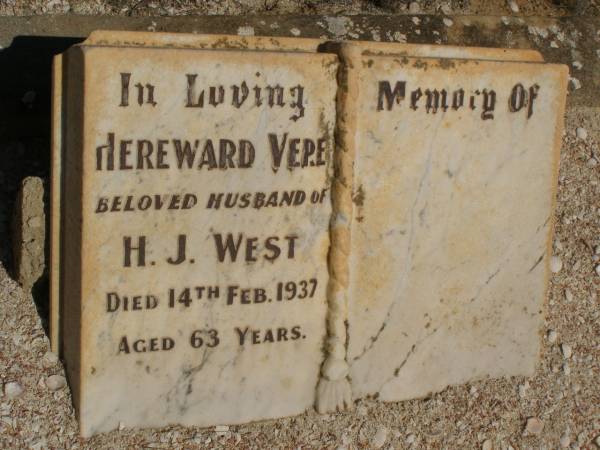 In Loving Memory Of
HEREWARD VERE
BELOVED HUSBAND OF
H. J. WEST
DIED 14TH FEB. 1937
AGED 63 YEARS.